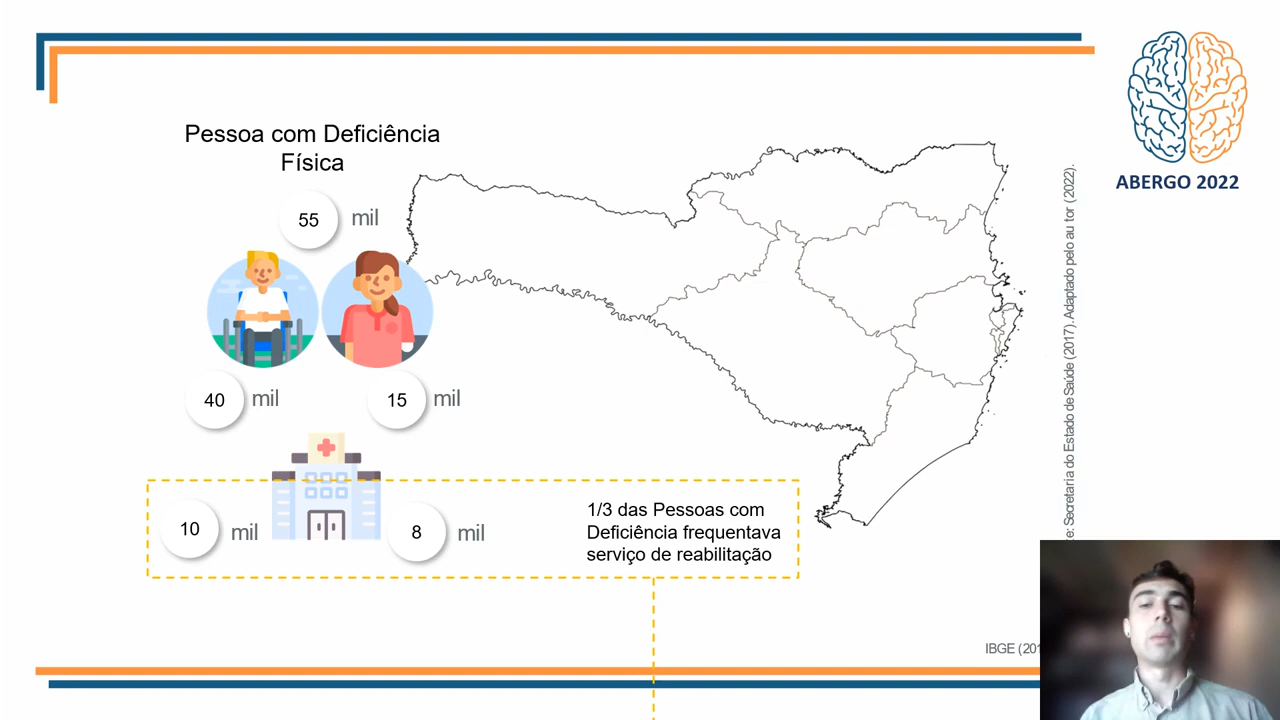 Pessoa com Deficiência
Física
55 mil
40 mil
15 mil
10 mil
8 mil
1/3 das Pessoas com
Deficiência frequentava
serviço de reabilitação
ABERGO 2022
te: Secretaria do Estado de Saúde (2017). Adaptado pelo au tor (2022).
IBGE (201